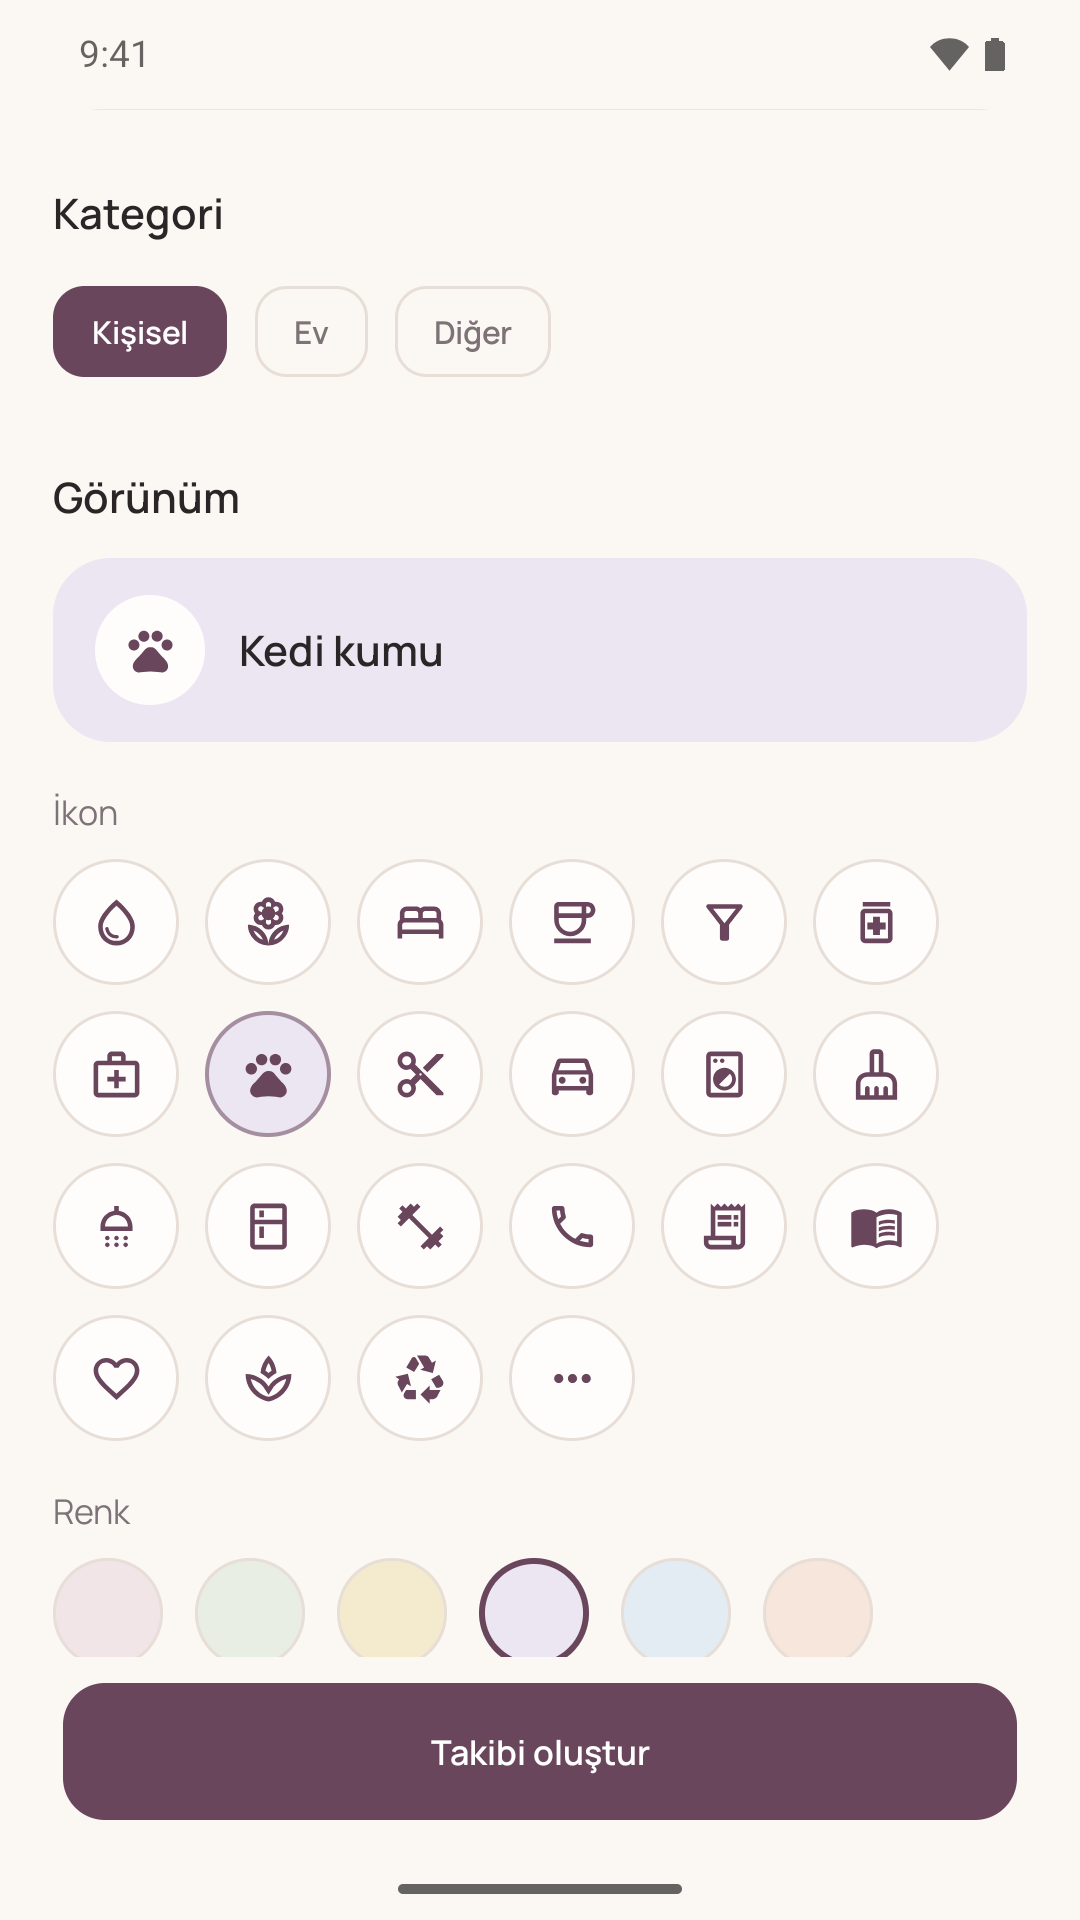 9:41
Kategori
Kişisel
Ev
Diğer
Görünüm
Kedi kumu
İkon
Renk
Takibi oluştur